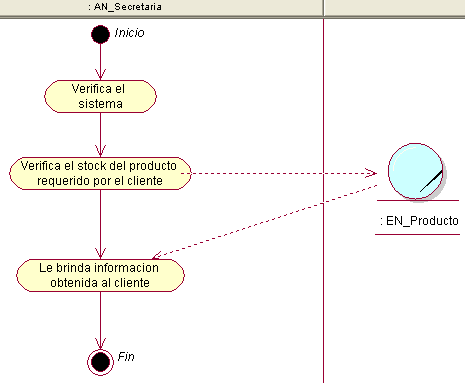 : AN_Secretaria
Inicio
Verifica el
sistema
Verifica el stock del producto
requerido por el cliente
: EN_Producto
Le brinda informacion
obtenida al cliente
Fin